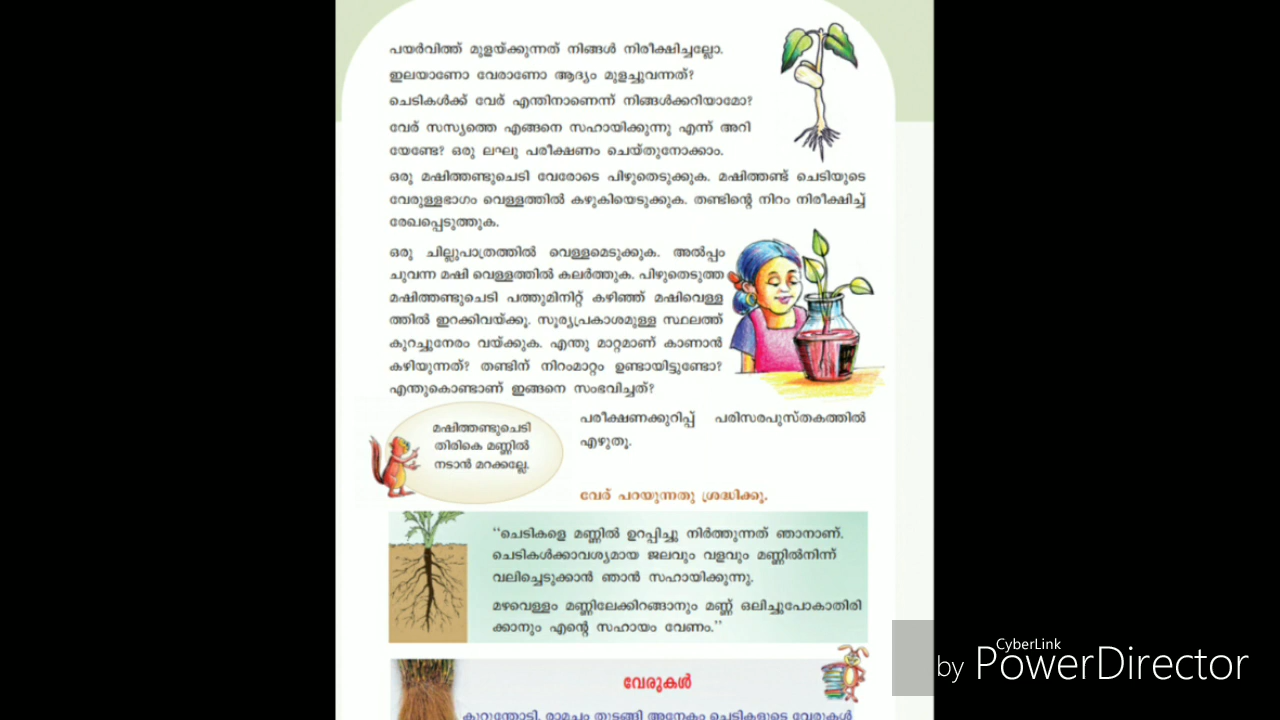 പയർവിത്ത് മുളയ്ക്കുന്നത് നിങ്ങൾ നിരീക്ഷിച്ചല്ലോ.
ഇലയാണോ വേരാണോ ആദ്യം മുളച്ചുവന്നത്?
ചെടികൾക്ക് വേര് എന്തിനാണെന്ന് നിങ്ങൾക്കറിയാമോ?
വേര് സസ്യത്തെ എങ്ങനെ സഹായിക്കുന്നു എന്ന് അറി
യേണ്ടേ? ഒരു ലഘു പരീക്ഷണം ചെയ്തുനോക്കാം.
ഒരു മഷിത്തണ്ടുചെടി വേരോടെ പിഴുതെടുക്കുക. മഷിത്തണ്ട് ചെടിയുടെ
വേരുള്ളഭാഗം വെള്ളത്തിൽ കഴുകിയെടുക്കുക. തണ്ടിന്റെ നിറം നിരീക്ഷിച്ച്
രേഖപ്പെടുത്തുക.
ഒരു ചില്ലുപാത്രത്തിൽ വെള്ളമെടുക്കുക. അൽപ്പം
ചുവന്ന മഷി വെള്ളത്തിൽ കലർത്തുക. പിഴുതെടുത്ത
മഷിത്തണ്ടുചെടി പത്തുമിനിറ്റ് കഴിഞ്ഞ് മഷിവെള്ള
ത്തിൽ ഇറക്കിവയ്ക്കൂ. സൂര്യപ്രകാശമുള്ള സ്ഥലത്ത്
കുറച്ചുനേരം വയ്ക്കുക. എന്തു മാറ്റമാണ് കാണാൻ
കഴിയുന്നത്? തണ്ടിന് നിറംമാറ്റം ഉണ്ടായിട്ടുണ്ടോ?
എന്തുകൊണ്ടാണ് ഇങ്ങനെ സംഭവിച്ചത്?
മഷിത്തണ്ടുചെടി
തിരികെ മണ്ണിൽ
നടാൻ മറക്കല്ലേ.
പരീക്ഷണക്കുറിപ്പ് പരിസരപുസ്തകത്തിൽ
എഴുതൂ.
വേര് പറയുന്നതു ശ്രദ്ധിക്കൂ.
“ചെടികളെ മണ്ണിൽ ഉറപ്പിച്ചു നിർത്തുന്നത് ഞാനാണ്.
ചെടികൾക്കാവശ്യമായ ജലവും വളവും മണ്ണിൽനിന്ന്
വലിച്ചെടുക്കാൻ ഞാൻ സഹായിക്കുന്നു.
മഴവെള്ളം മണ്ണിലേക്കിറങ്ങാനും മണ്ണ് ഒലിച്ചുപോകാതിരി
ക്കാനും എന്റെ സഹായം വേണം.”
വേരുകൾ
കുറുന്തോട്ടി, രാമച്ചം തുടങ്ങി അനേകം ചെടികളുടെ വേരുകൾ
CyberLink
by PowerDirector